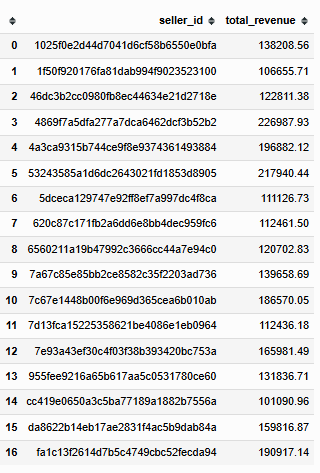 seller_id total_revenue
0 1025f0e2d44d7041d6cf58b6550e0bfa 138208.56
1 1f50f920176fa81dab994f9023523100 106655.71
2 46dc3b2cc0980fb8ec44634e21d2718e 122811.38
3 4869f7a5dfa277a7dca6462dcf3b52b2 226987.93
4 4a3ca9315b744ce9f8e9374361493884 196882.12
5 53243585a1d6dc2643021fd1853d8905 217940.44
6 5dceca129747e92ff8ef7a997dc4f8ca 111126.73
7 620c87c171fb2a6dd6e8bb4dec959fc6 112461.50
8 6560211a19b47992c3666cc44a7e94c0 120702.83
9 7a67c85e85bb2ce8582c35f2203ad736 139658.69
10 7c67e1448b00f6e969d365cea6b010ab 186570.05
11 7d13fca15225358621be4086e1eb0964 112436.18
12 7e93a43ef30c4f03f38b393420bc753a 165981.49
13 955fee9216a65b617aa5c0531780ce60 131836.71
14 cc419e0650a3c5ba77189a1882b7556a 101090.96
15 da8622b14eb17ae2831f4ac5b9dab84a 159816.87
16 fa1c13f2614d7b5c4749cbc52fecda94 190917.14